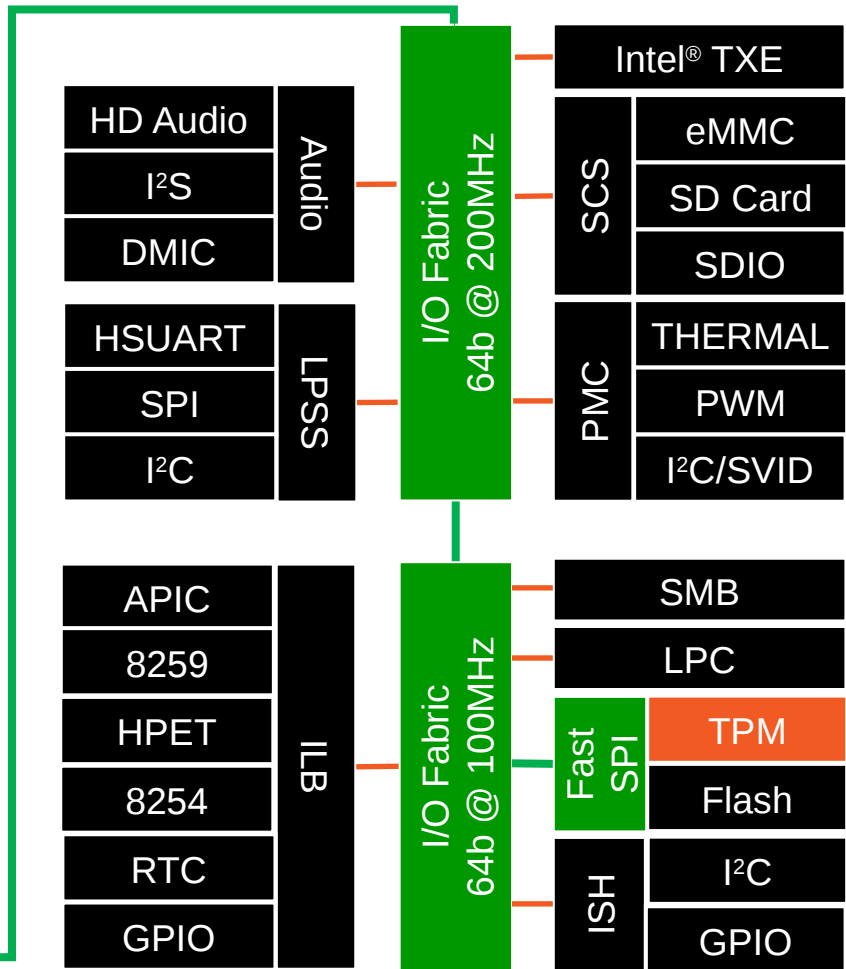 HD Audio
I²S
DMIC
Audio
HSUART
SPI
I²C
LPSS
I/O Fabric
64b @ 200MHz
Intel® TXE
SCS
eMMC
SD Card
SDIO
PMC
THERMAL
PWM
I²C/SVID
APIC
8259
HPET
8254
RTC
GPIO
ILB
I/O Fabric
64b @ 100MHz
SMB
LPC
Fast
SPI
TPM
Flash
ISH
I²C
GPIO